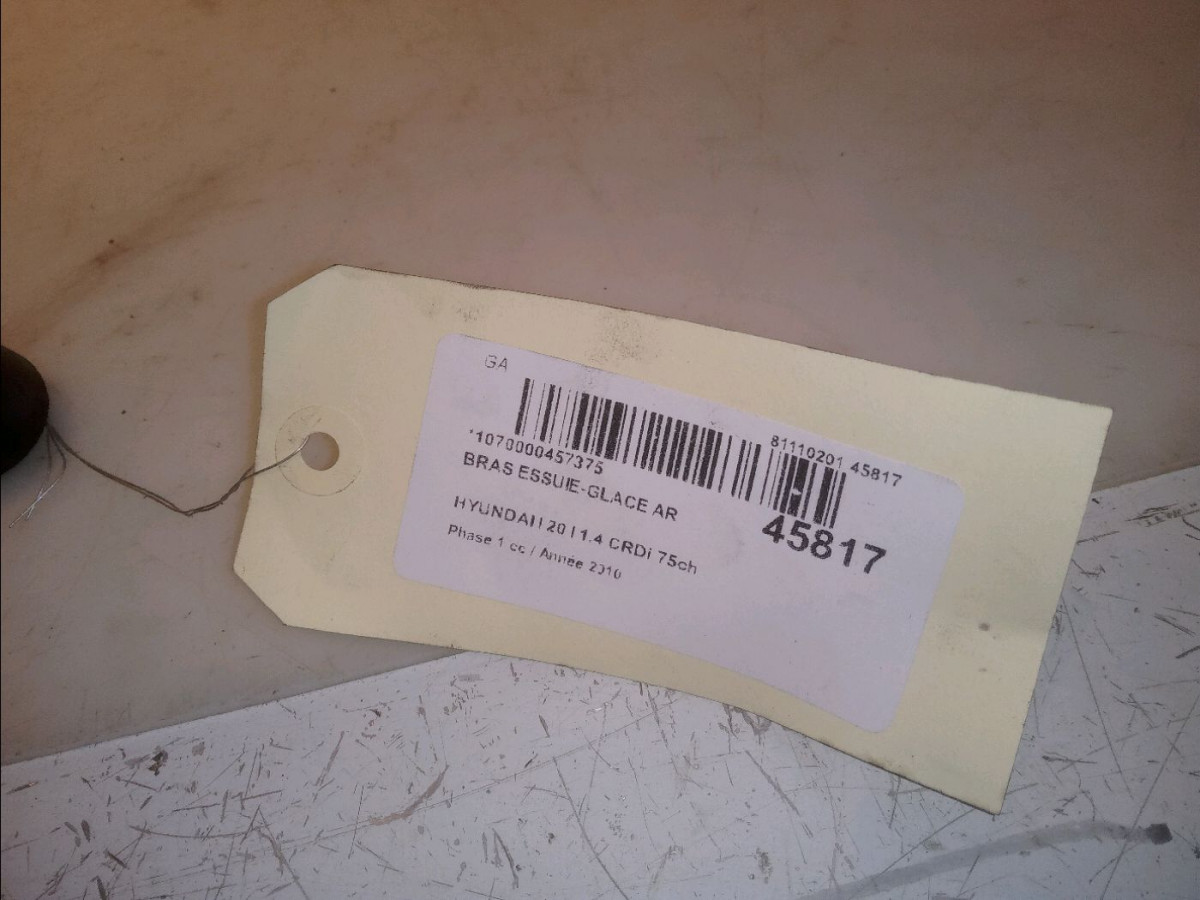 GA
81110201 45817
*1070000457375
BRAS ESSUIE-GLACE AR
45817
HYUNDAI I 20 I 1.4 CRDi 75ch
Phase 1 cc / Année 2010